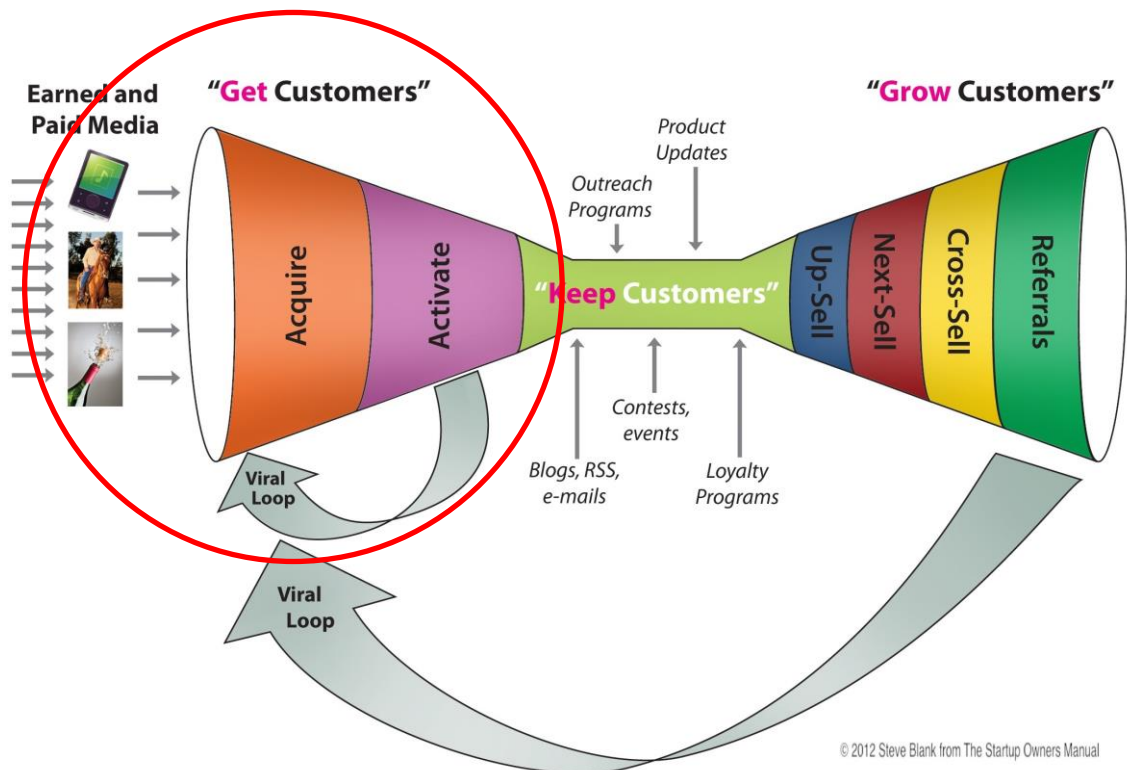 Earned and
Paid Media
"Get Customers"
Acquire
Activate
Viral
Loop
Viral
Loop
"Keep Customers"
Outreach
Programs
Product
Updates
Blogs, RSS,
e-mails
Contests,
events
Loyalty
Programs
"Grow Customers"
Up-Sell
Next-Sell
Cross-Sell
Referrals
© 2012 Steve Blank from The Startup Owners Manual